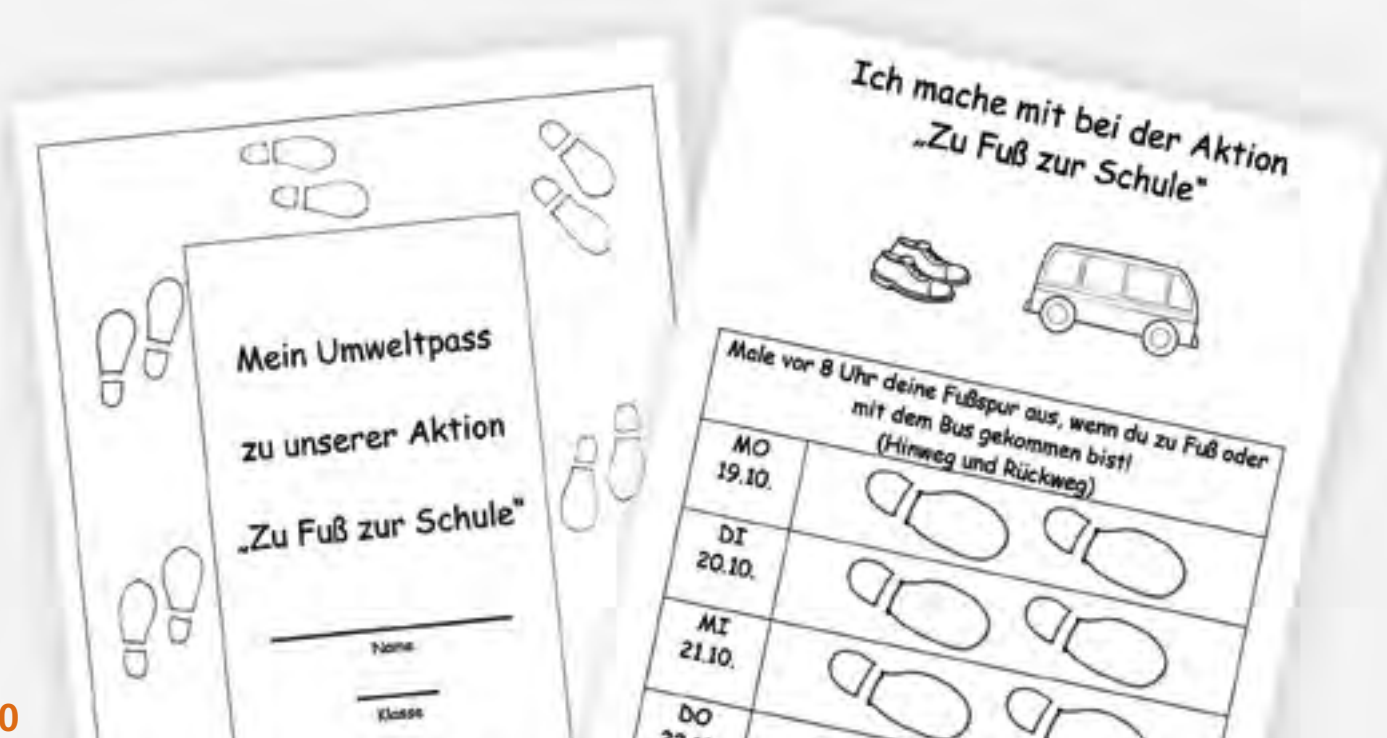 Mein Umweltpass
zu unserer Aktion
„Zu Fuß zur Schule“
Name
Klasse
Ich mache mit bei der Aktion
„Zu Fuß zur Schule“
Male vor 8 Uhr deine Fußspur aus, wenn du zu Fuß oder
mit dem Bus gekommen bist!
(Hinweg und Rückweg)
MO
19.10.
DI
20.10.
MI
21.10.
DO
0